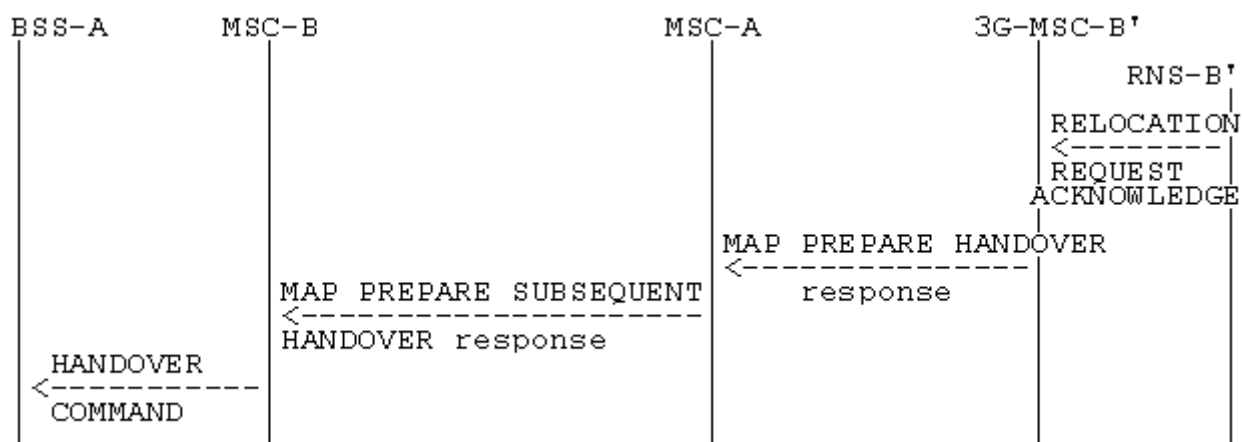 BSS-A MSC-B MSC-A 3G-MSC-B'
RNS-B'
RELOCATION
REQUEST
ACKNOWLEDGE
MAP PREPARE HANDOVER
response
MAP PREPARE SUBSEQUENT
HANDOVER response
HANDOVER
COMMAND